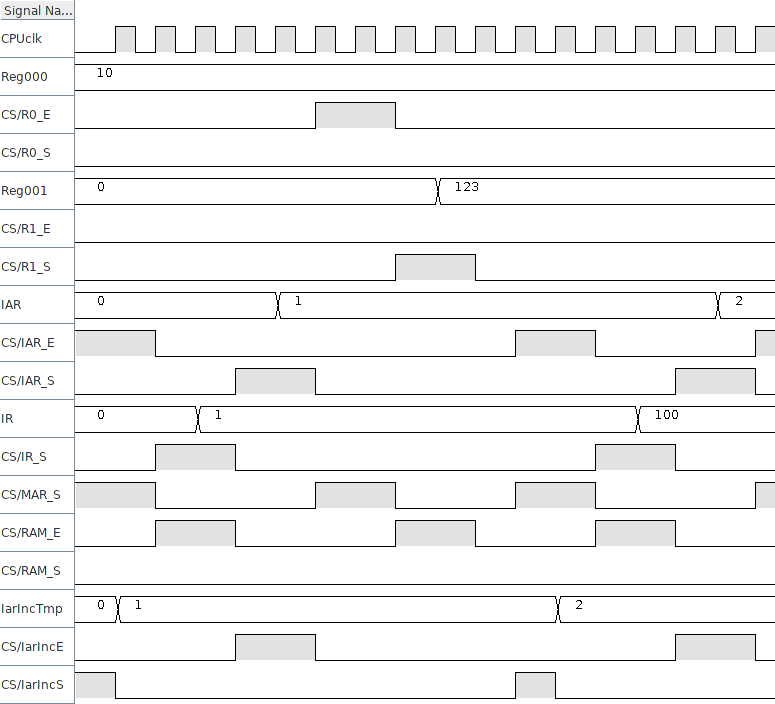 Signal Na...
CPUclk
Reg000 10
CS/R0_E
CS/R0_S
Reg001 0 123
CS/R1_E
CS/R1_S
IAR 0 1 2
CS/IAR_E
CS/IAR_S
IR 0 1 100
CS/IR_S
CS/MAR_S
CS/RAM_E
CS/RAM_S
IarIncTmp 0 1 2
CS/IarIncE
CS/IarIncS